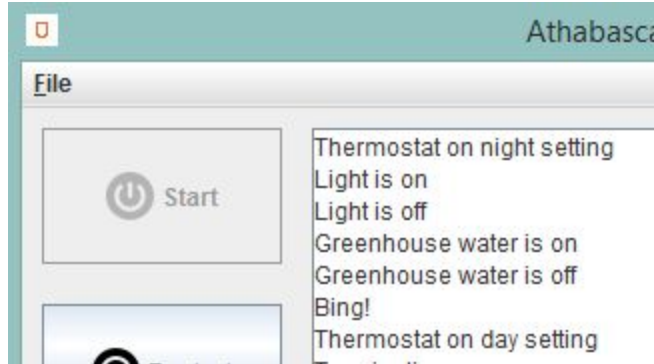 Athabasca
File
Start
Thermostat on night setting
Light is on
Light is off
Greenhouse water is on
Greenhouse water is off
Bing!
Thermostat on day setting